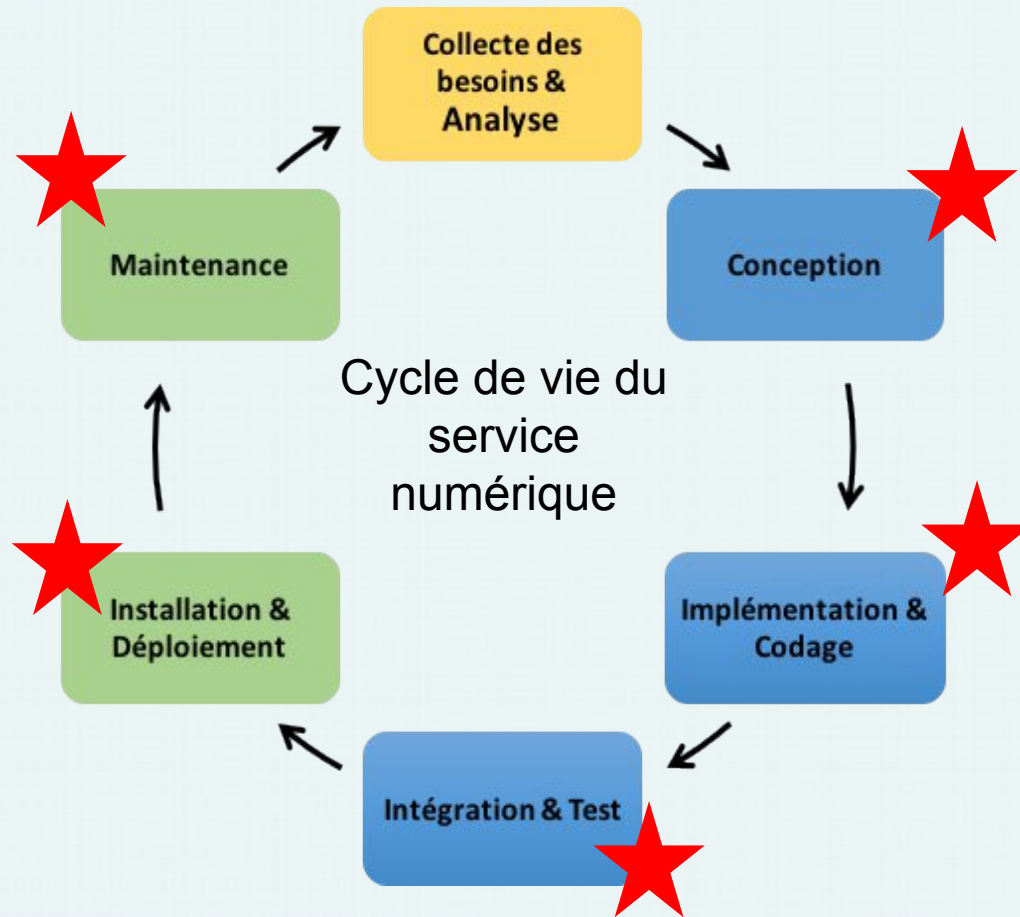 Collecte des
besoins &
Analyse
Maintenance
Conception
Cycle de vie du
service
numérique
Installation &
Déploiement
Implémentation &
Codage
Intégration & Test